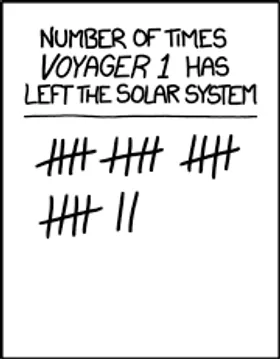 NUMBER OF TIMES
VOYAGER 1 HAS
LEFT THE SOLAR SYSTEM